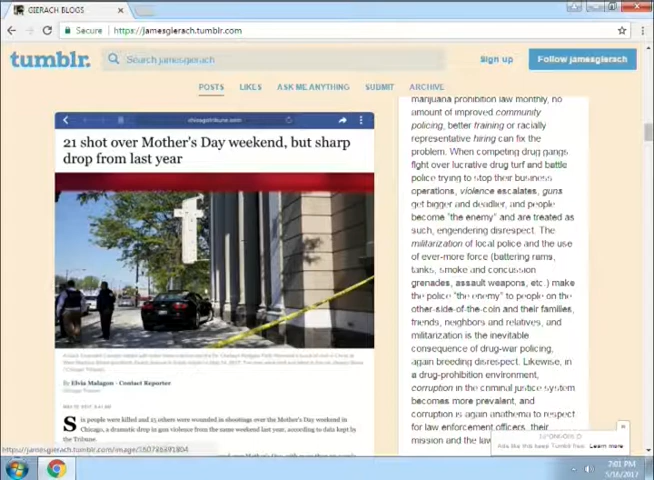 GIERACH BLOGS
Secure
https://jamesgierach.tumblr.com
tumblr.
Search jamesgierach
Sign up
Follow jamesgierach
POSTS
LIKES
ASK ME ANYTHING
SUBMIT
ARCHIVE
chicagotribune.com
21 shot over Mother's Day weekend, but sharp
drop from last year
By Elvia Malagon · Contact Reporter
Chicago Tribune
Six people were killed and 15 others were wounded in shootings over the Mother's Day weekend in
Chicago, a dramatic drop in gun violence from the same weekend last year, according to data kept by
the Tribune.
marijuana prohibition law monthly, no
amount of improved community
policing, better training or racially
representative hiring can fix the
problem. When competing drug gangs
fight over lucrative drug turf and battle
police trying to stop their business
operations, violence escalates, guns
get bigger and deadlier, and people
become "the enemy" and are treated as
such, engendering disrespect. The
militarization of local police and the use
of ever-more force (battering rams,
tanks, smoke and concussion
grenades, assault weapons, etc.) make
the police "the enemy" to people on the
other-side-of-the-coin and their families,
friends, neighbors and relatives, and
militarization is the inevitable
consequence of drug-war policing,
again breeding disrespect. Likewise, in
a drug-prohibition environment,
corruption in the criminal justice system
becomes more prevalent, and
corruption is again anathema to respect
for law enforcement officers, their
mission and the law
SPONSORED
Ads like this keep Tumblr free. Learn more
https://jamesgierach.tumblr.com/image/160786391804
7:01 PM
5/16/2017